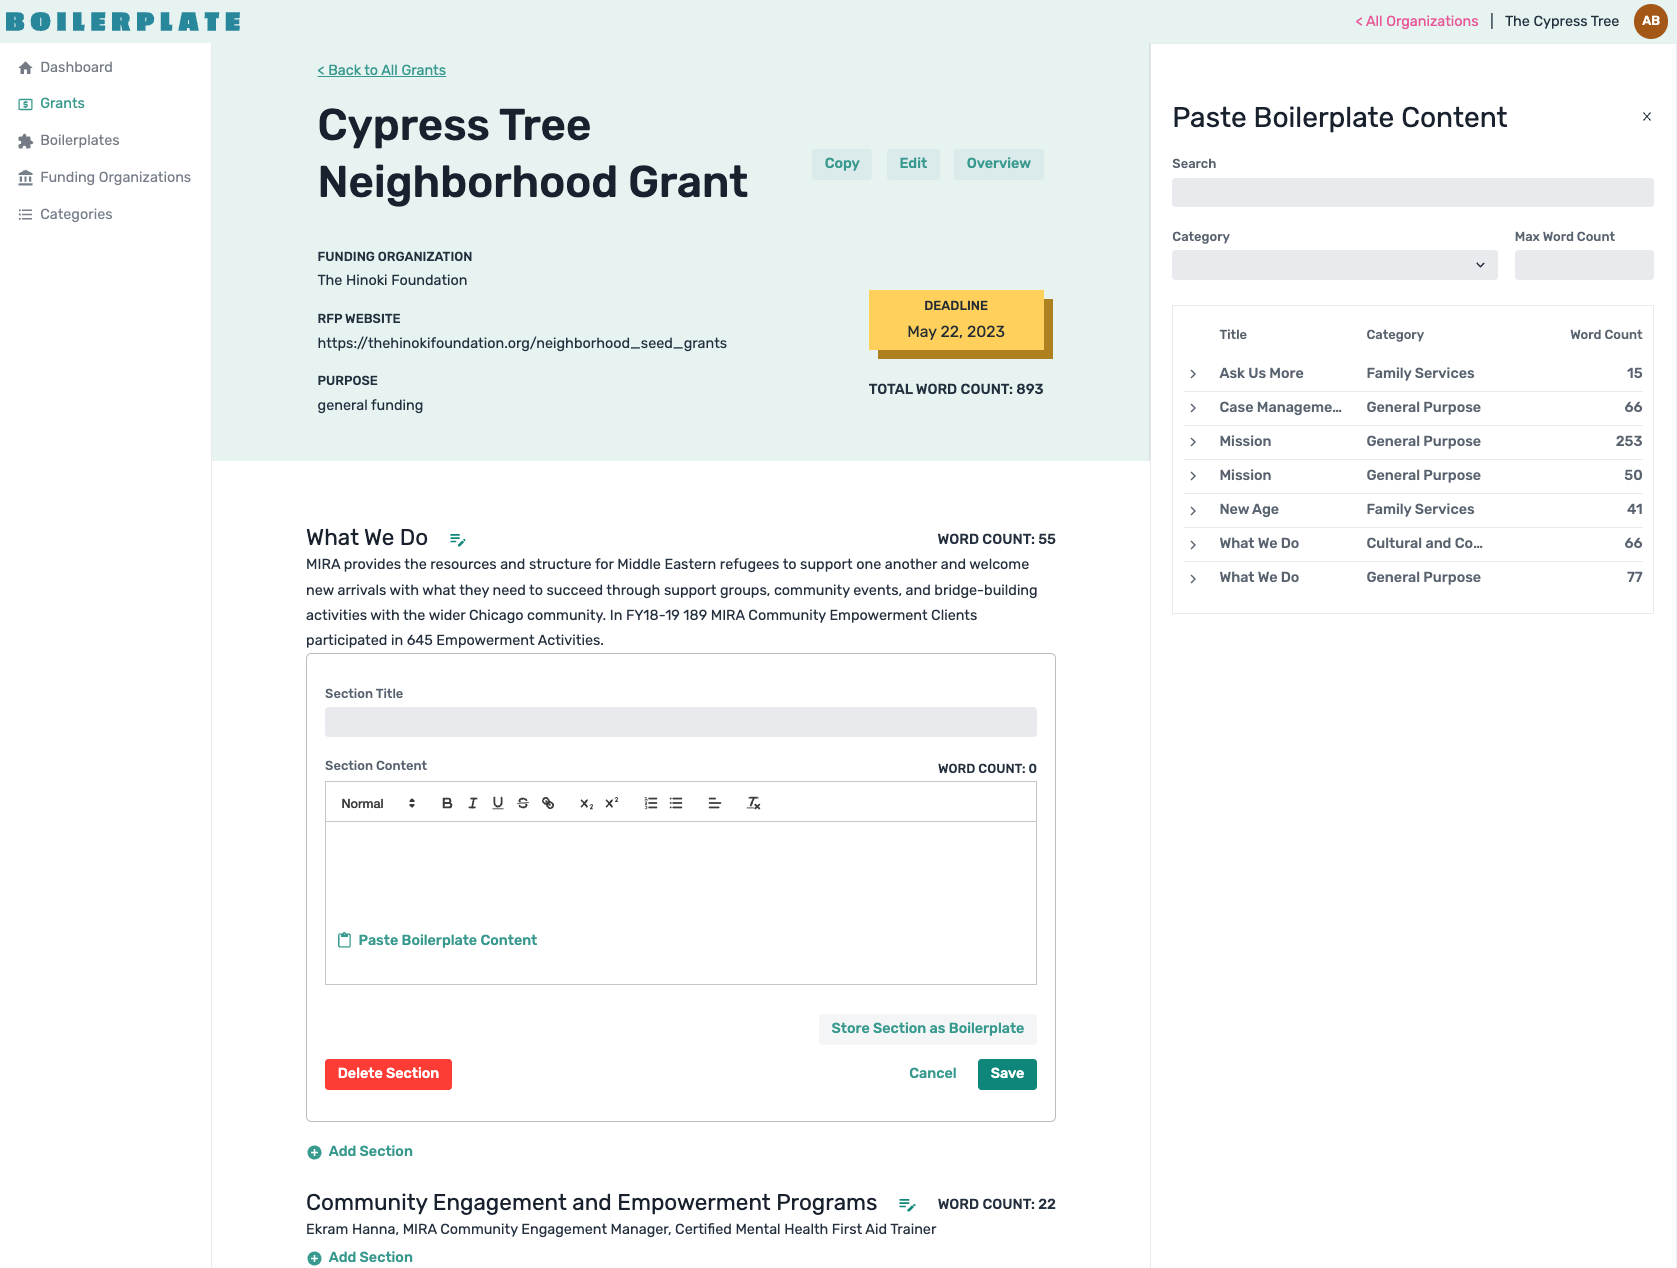 BOILERPLATE
< All Organizations | The Cypress Tree AB
Dashboard
Grants
Boilerplates
Funding Organizations
Categories
< Back to All Grants
Cypress Tree
Neighborhood Grant
Copy Edit Overview
FUNDING ORGANIZATION
The Hinoki Foundation
RFP WEBSITE
https://thehinokifoundation.org/neighborhood_seed_grants
PURPOSE
general funding
DEADLINE
May 22, 2023
TOTAL WORD COUNT: 893
What We Do WORD COUNT: 55
MIRA provides the resources and structure for Middle Eastern refugees to support one another and welcome
new arrivals with what they need to succeed through support groups, community events, and bridge-building
activities with the wider Chicago community. In FY18-19 189 MIRA Community Empowerment Clients
participated in 645 Empowerment Activities.
Section Title
Section Content WORD COUNT: 0
Normal
Paste Boilerplate Content
Store Section as Boilerplate
Delete Section Cancel Save
Add Section
Community Engagement and Empowerment Programs WORD COUNT: 22
Ekram Hanna, MIRA Community Engagement Manager, Certified Mental Health First Aid Trainer
Add Section
Paste Boilerplate Content x
Search
Category Max Word Count
Title Category Word Count
Ask Us More Family Services 15
Case Manageme... General Purpose 66
Mission General Purpose 253
Mission General Purpose 50
New Age Family Services 41
What We Do Cultural and Co... 66
What We Do General Purpose 77